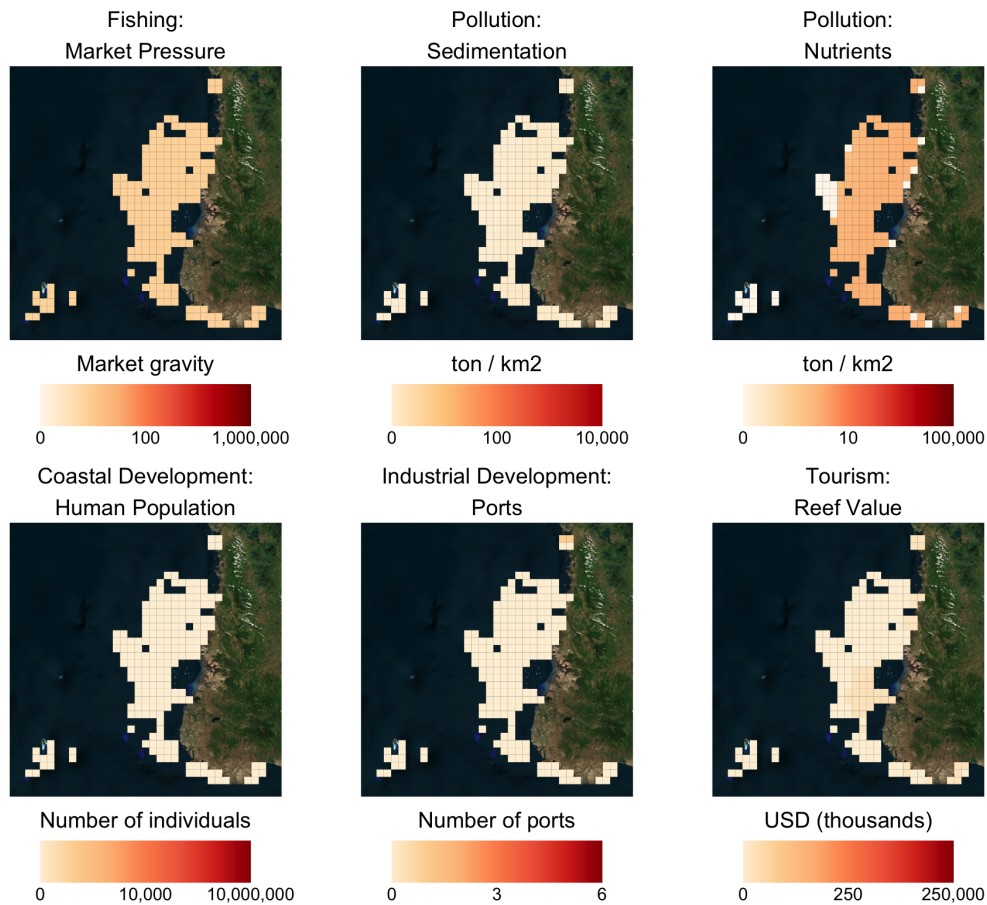 Fishing:
Market Pressure
Pollution:
Sedimentation
Pollution:
Nutrients
Market gravity
0 100 1,000,000
ton / km2
0 100 10,000
ton / km2
0 10 100,000
Coastal Development:
Human Population
Industrial Development:
Ports
Tourism:
Reef Value
Number of individuals
0 10,000 10,000,000
Number of ports
0 3 6
USD (thousands)
0 250 250,000